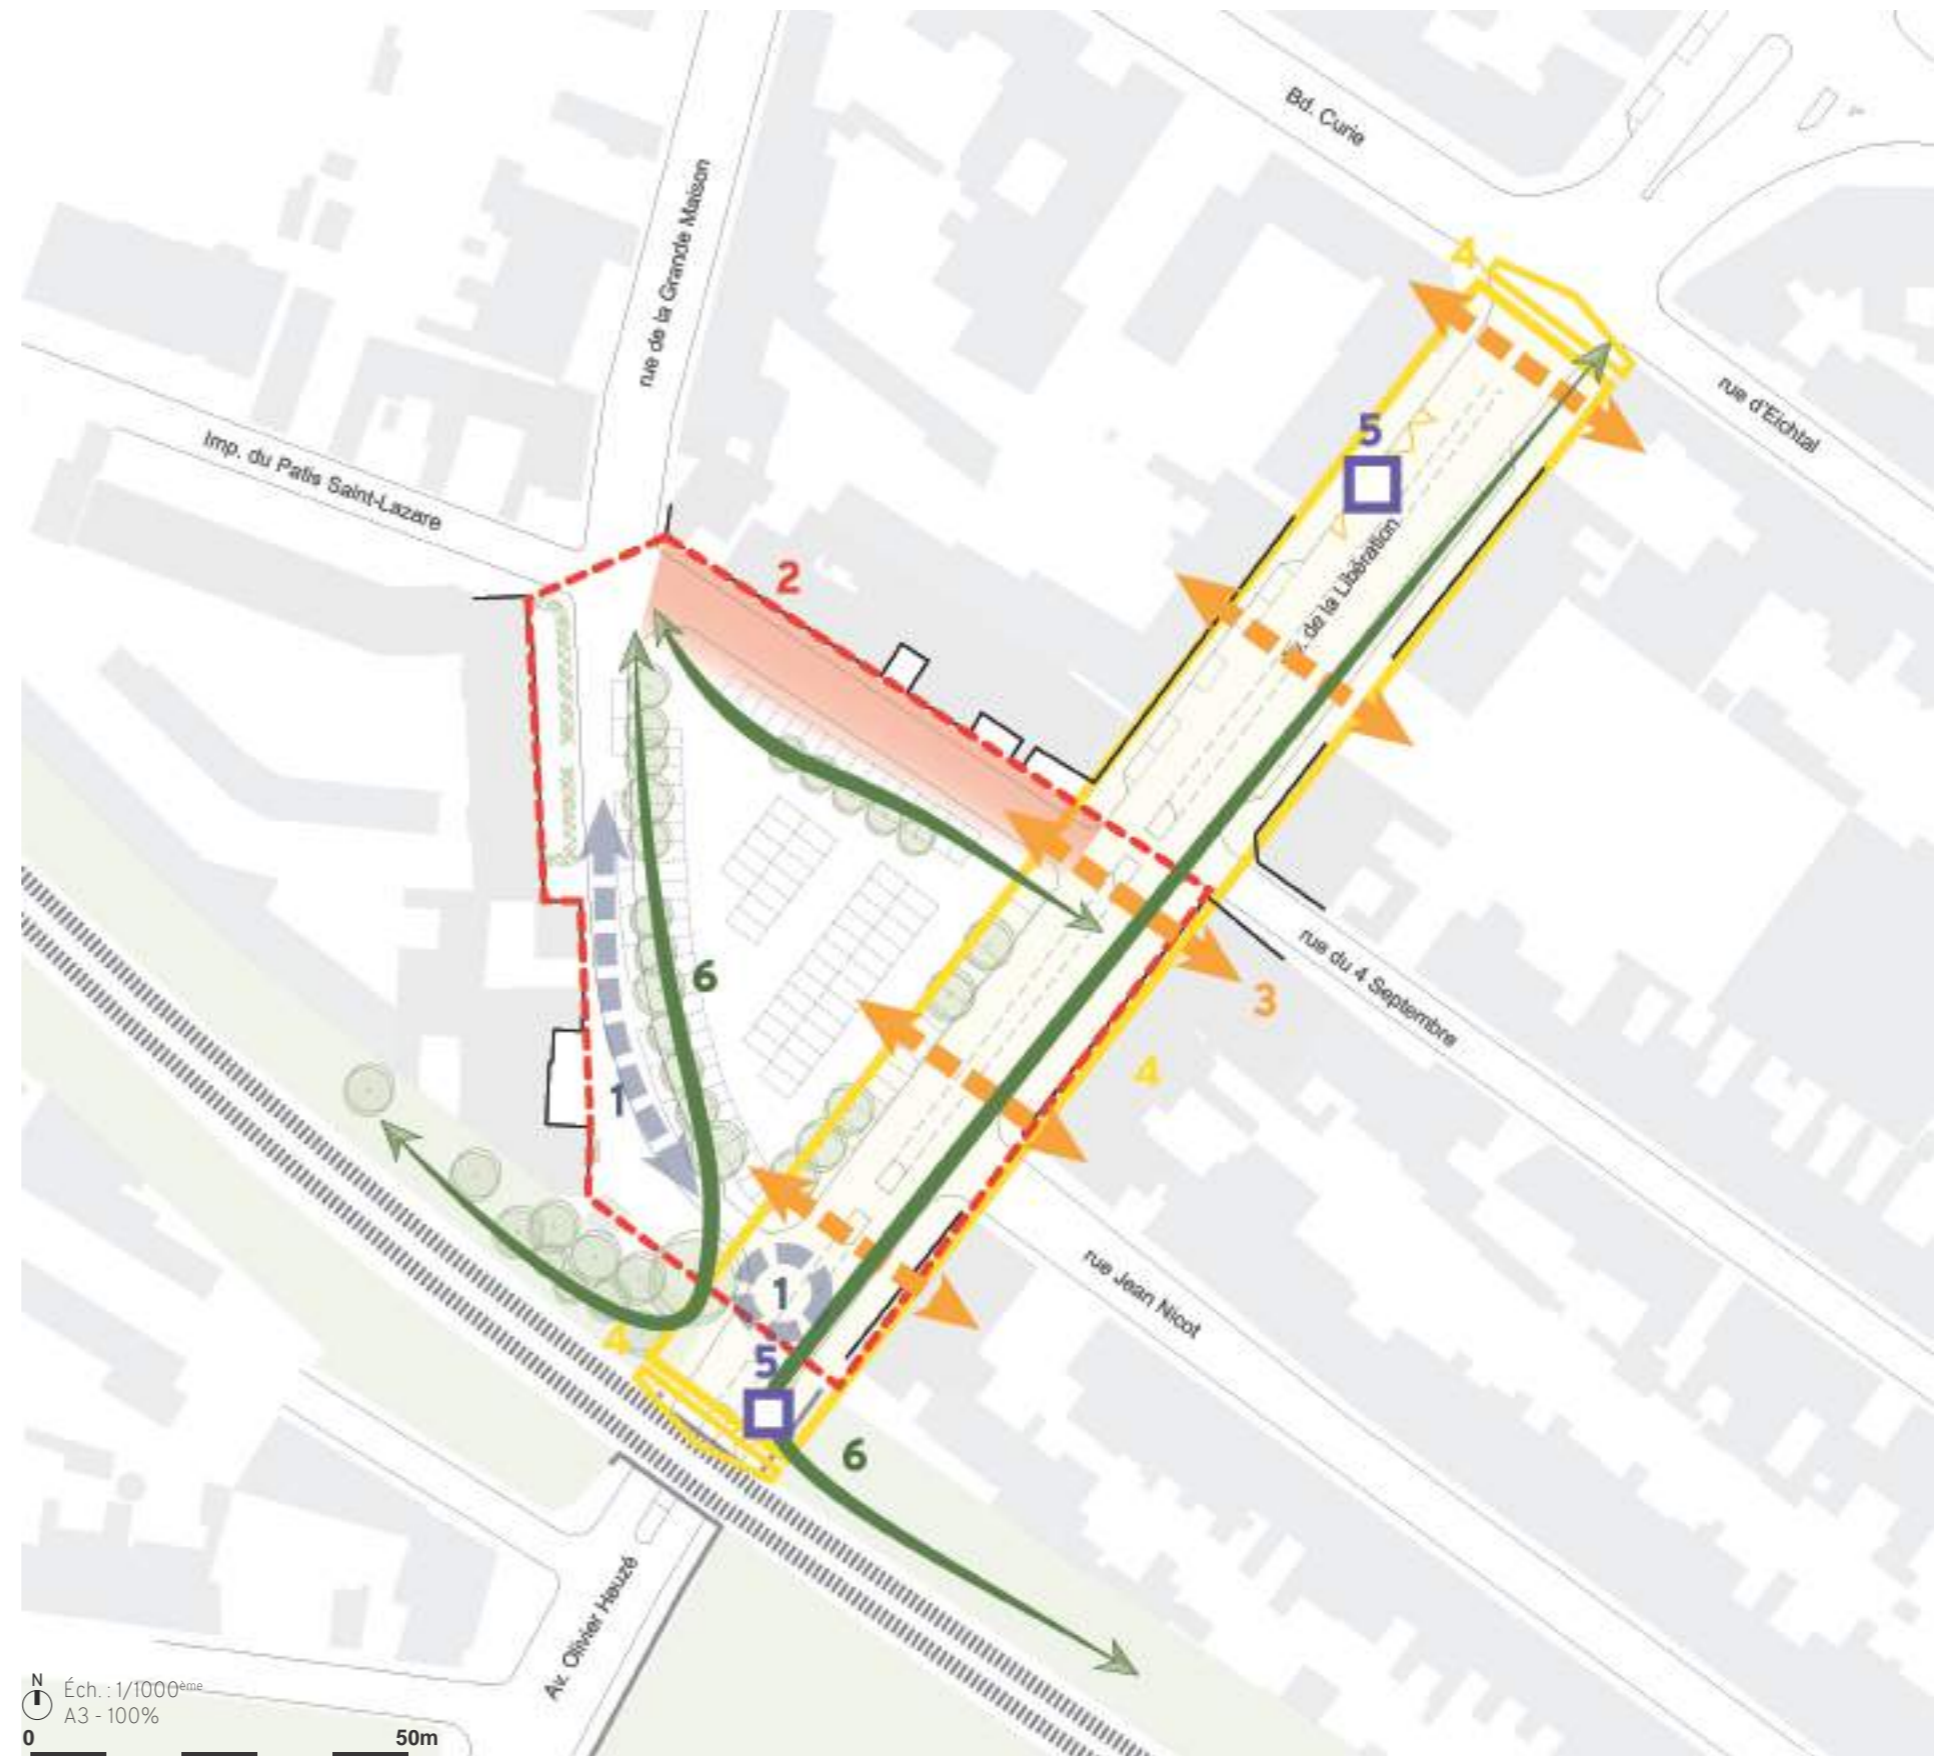 Bd. Curie
rue de la Grande Maison
4
rue d'Eichtal
5
Imp. du Patis Saint-Lazare
2
de la Libération
6
rue du 4 Septembre
3
4
1
1
rue Jean Nicot
4
5
6
Av. Olivier Heuzé
N
Éch. : 1/1000ème
A3 - 100%
0
50m